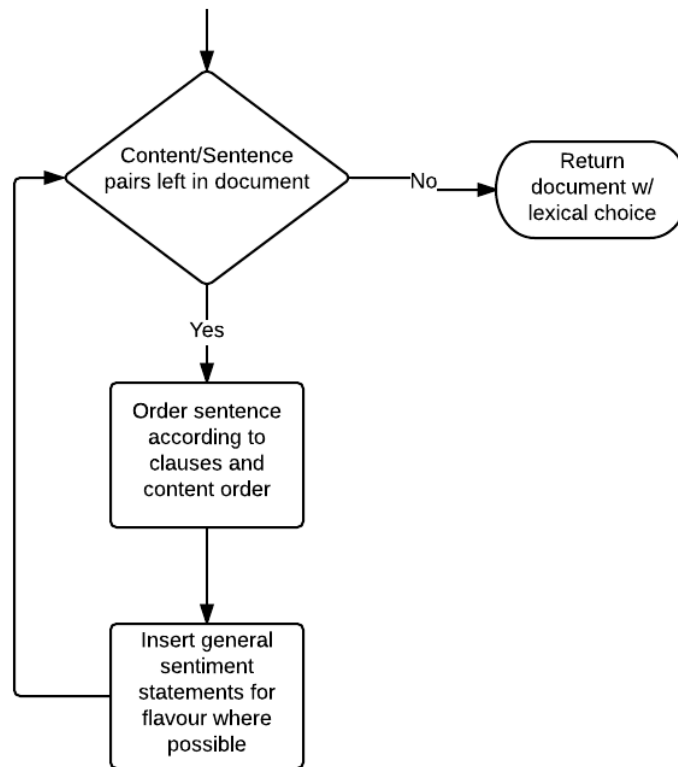 Content/Sentence
pairs left in document
No
Return
document w/
lexical choice
Yes
Order sentence
according to
clauses and
content order
Insert general
sentiment
statements for
flavour where
possible